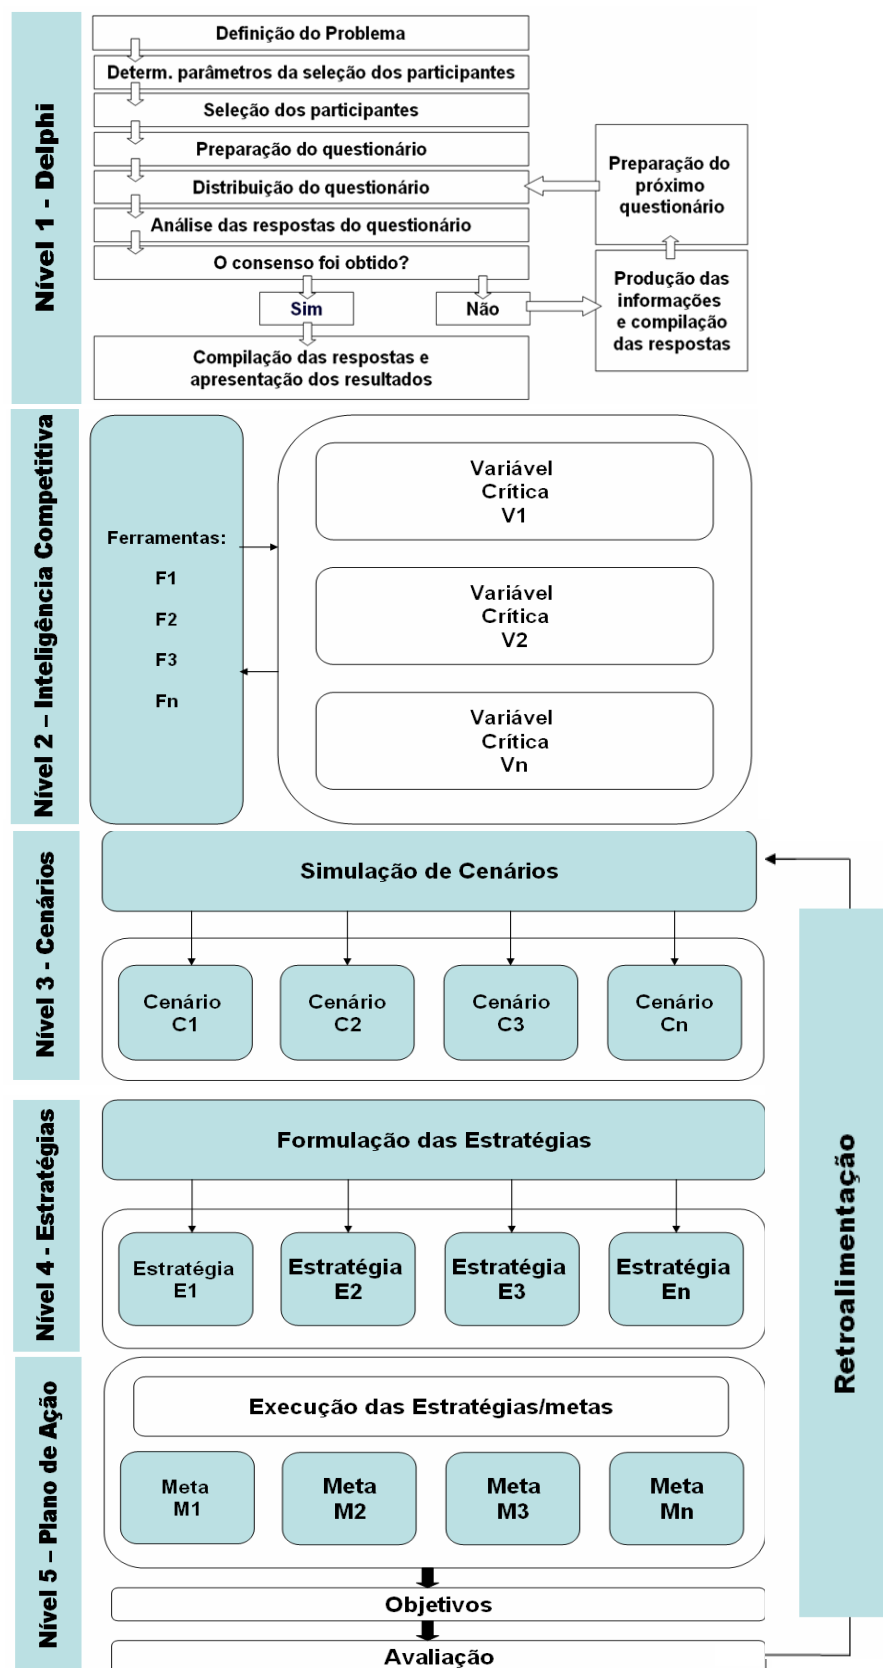 Nível 1 - Delphi
Definição do Problema
Determ. parâmetros da seleção dos participantes
Seleção dos participantes
Preparação do questionário
Distribuição do questionário
Análise das respostas do questionário
O consenso foi obtido?
Sim
Não
Compilação das respostas e
apresentação dos resultados
Preparação do
próximo
questionário
Produção das
informações
e compilação
das respostas
Nível 2 – Inteligência Competitiva
Ferramentas:
F1
F2
F3
Fn
Variável
Crítica
V1
Variável
Crítica
V2
Variável
Crítica
Vn
Nível 3 - Cenários
Simulação de Cenários
Cenário
C1
Cenário
C2
Cenário
C3
Cenário
Cn
Nível 4 - Estratégias
Formulação das Estratégias
Estratégia
E1
Estratégia
E2
Estratégia
E3
Estratégia
En
Nível 5 – Plano de Ação
Execução das Estratégias/metas
Meta
M1
Meta
M2
Meta
M3
Meta
Mn
Objetivos
Avaliação
Retroalimentação